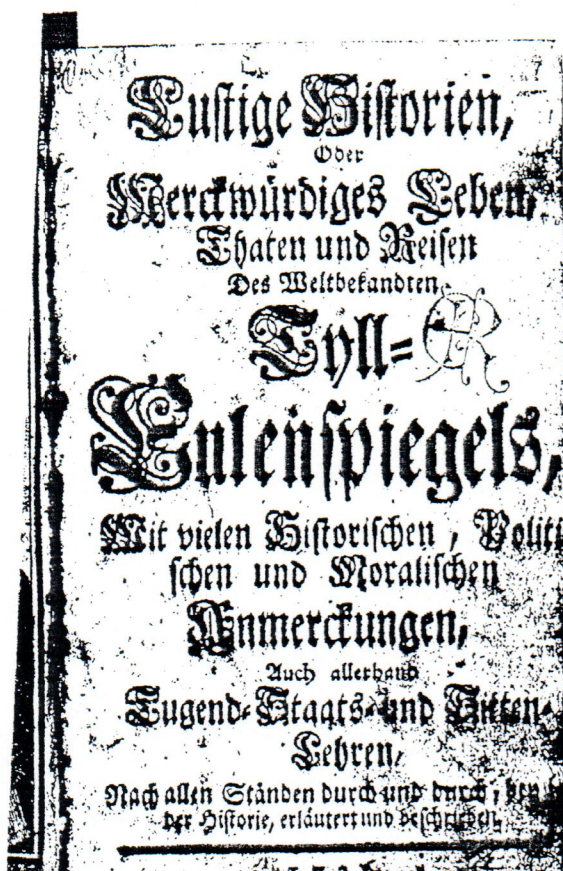 Lustige Historien,
Oder
Merckwürdiges Leben,
Thaten und Reisen
Des Weltbekandten
Tyll=
Eulenspiegels,
Mit vielen Historischen, Politi
schen und Moralischen
Anmerckungen,
Auch allerhand
Tugend-Staats-und Sitten-
Lehren,
Nach allen Ständen durch und durch, bey
der Historie, erläutert und beschrieben,